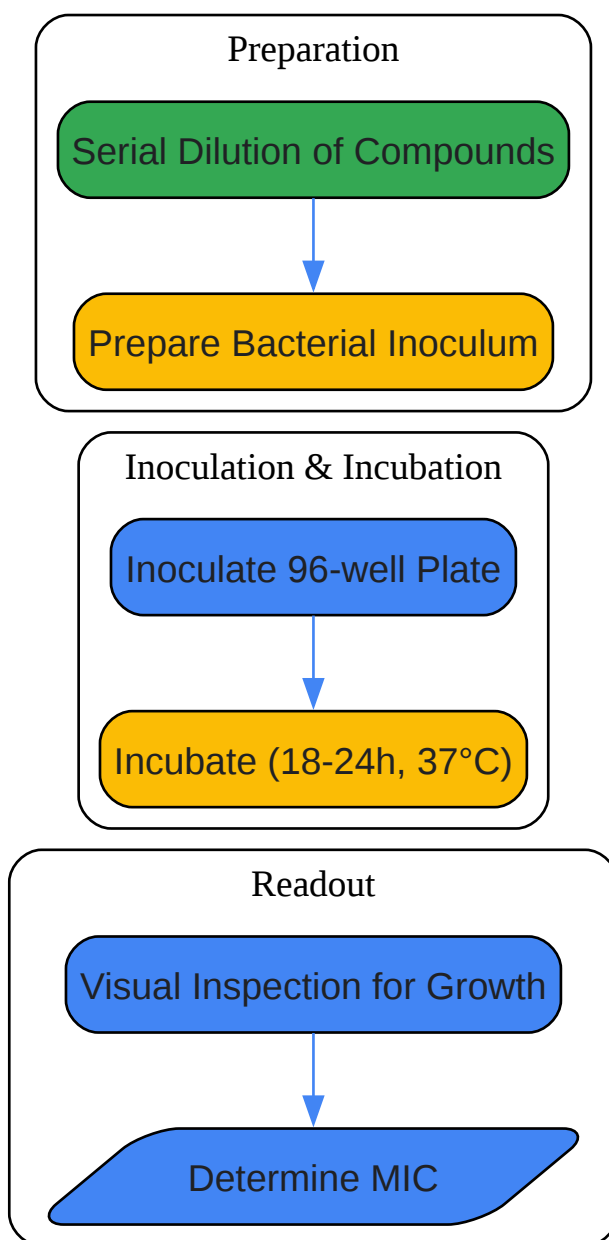 Preparation
Serial Dilution of Compounds
Prepare Bacterial Inoculum
Inoculation & Incubation
Inoculate 96-well Plate
Incubate (18-24h, 37°C)
Readout
Visual Inspection for Growth
Determine MIC